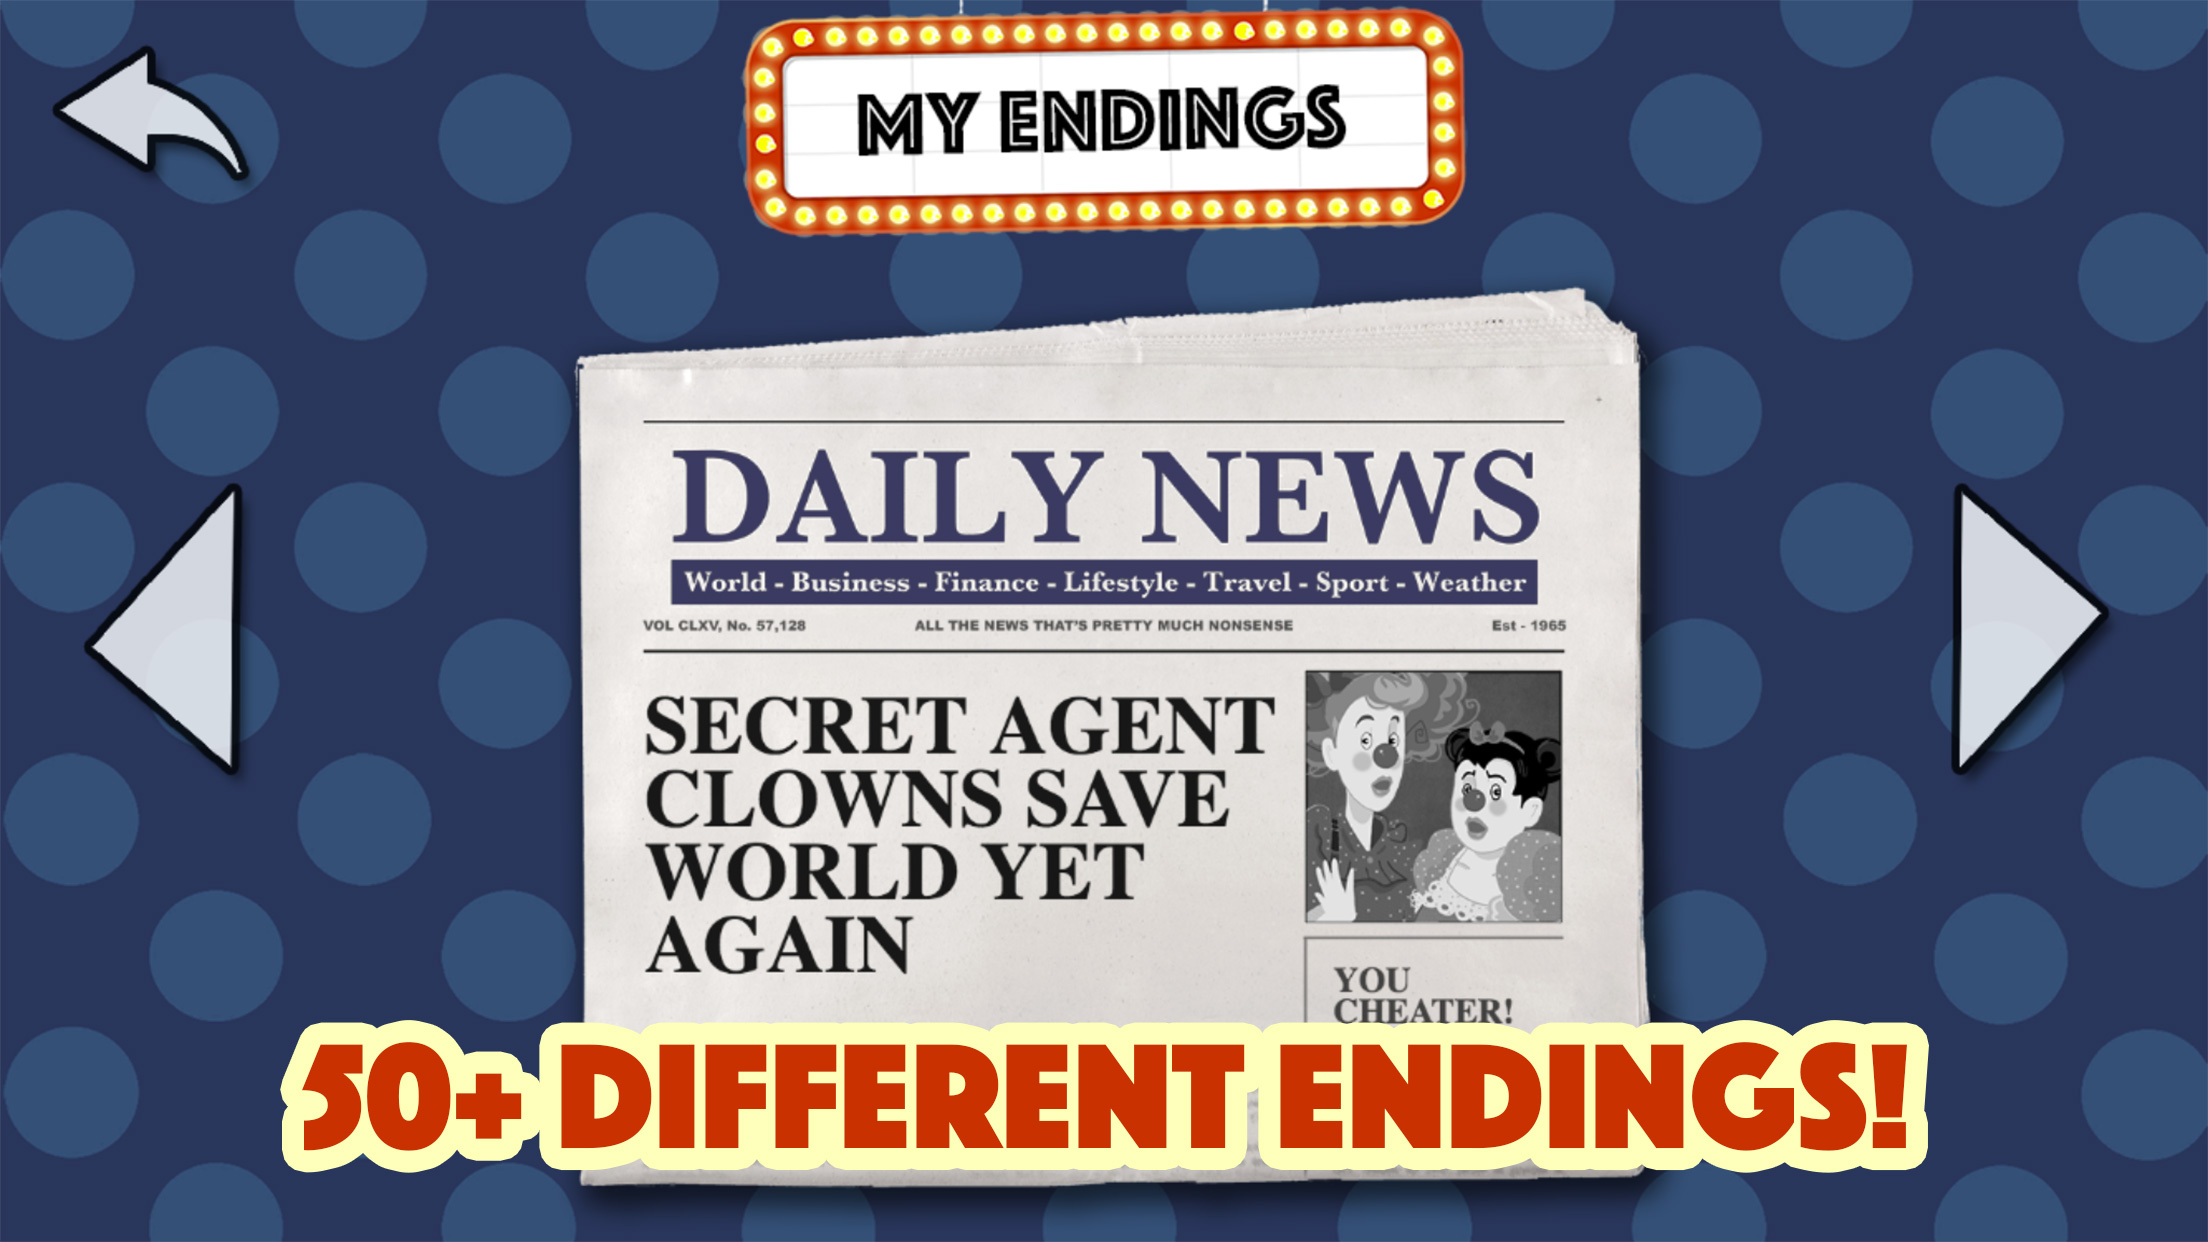 MY ENDINGS
DAILY NEWS
World - Business - Finance - Lifestyle - Travel - Sport - Weather
VOL CLXV, No. 57,128 ALL THE NEWS THAT'S PRETTY MUCH NONSENSE Est - 1965
SECRET AGENT
CLOWNS SAVE
WORLD YET
AGAIN
YOU
CHEATER!
50+ DIFFERENT ENDINGS!